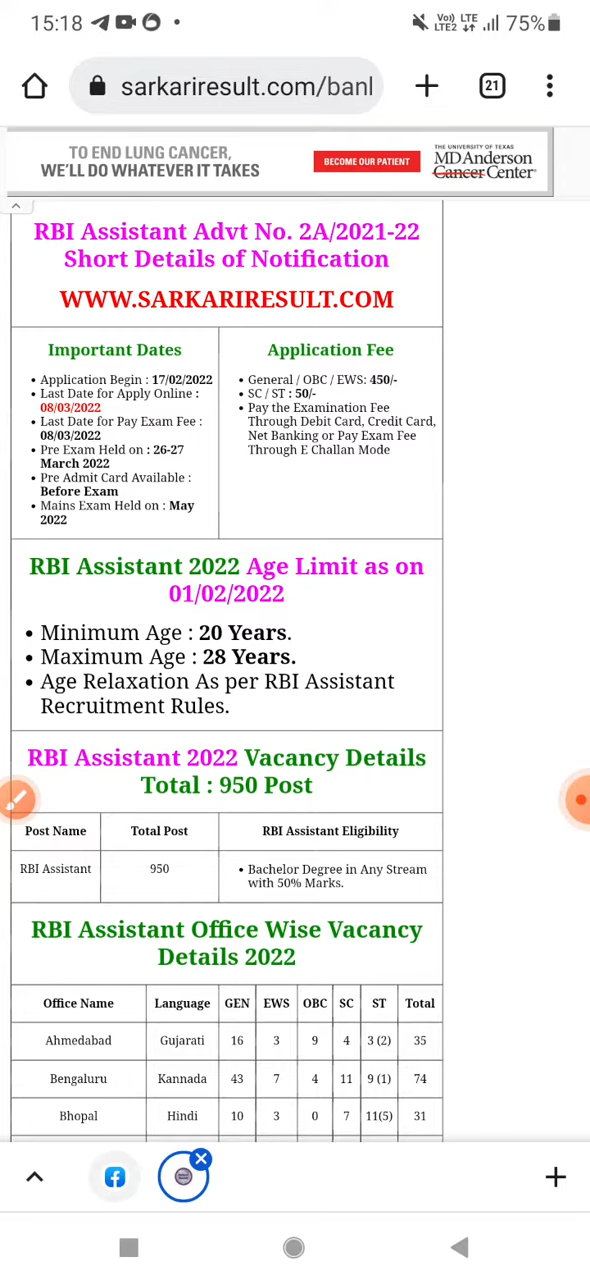 15:18
Vo)) LTE
LTE2
75%
sarkariresult.com/banl
21
TO END LUNG CANCER,
WE'LL DO WHATEVER IT TAKES
BECOME OUR PATIENT
THE UNIVERSITY OF TEXAS
MD Anderson
Cancer Center
RBI Assistant Advt No. 2A/2021-22
Short Details of Notification
WWW.SARKARIRESULT.COM
Important Dates
• Application Begin : 17/02/2022
• Last Date for Apply Online :
08/03/2022
• Last Date for Pay Exam Fee :
08/03/2022
• Pre Exam Held on : 26-27
March 2022
• Pre Admit Card Available :
Before Exam
• Mains Exam Held on : May
2022
Application Fee
• General / OBC / EWS: 450/-
• SC / ST : 50/-
• Pay the Examination Fee
Through Debit Card, Credit Card,
Net Banking or Pay Exam Fee
Through E Challan Mode
RBI Assistant 2022 Age Limit as on
01/02/2022
• Minimum Age : 20 Years.
• Maximum Age : 28 Years.
• Age Relaxation As per RBI Assistant
Recruitment Rules.
RBI Assistant 2022 Vacancy Details
Total : 950 Post
Post Name Total Post RBI Assistant Eligibility
RBI Assistant 950 • Bachelor Degree in Any Stream
with 50% Marks.
RBI Assistant Office Wise Vacancy
Details 2022
Office Name Language GEN EWS OBC SC ST Total
Ahmedabad Gujarati 16 3 9 4 3 (2) 35
Bengaluru Kannada 43 7 4 11 9 (1) 74
Bhopal Hindi 10 3 0 7 11(5) 31